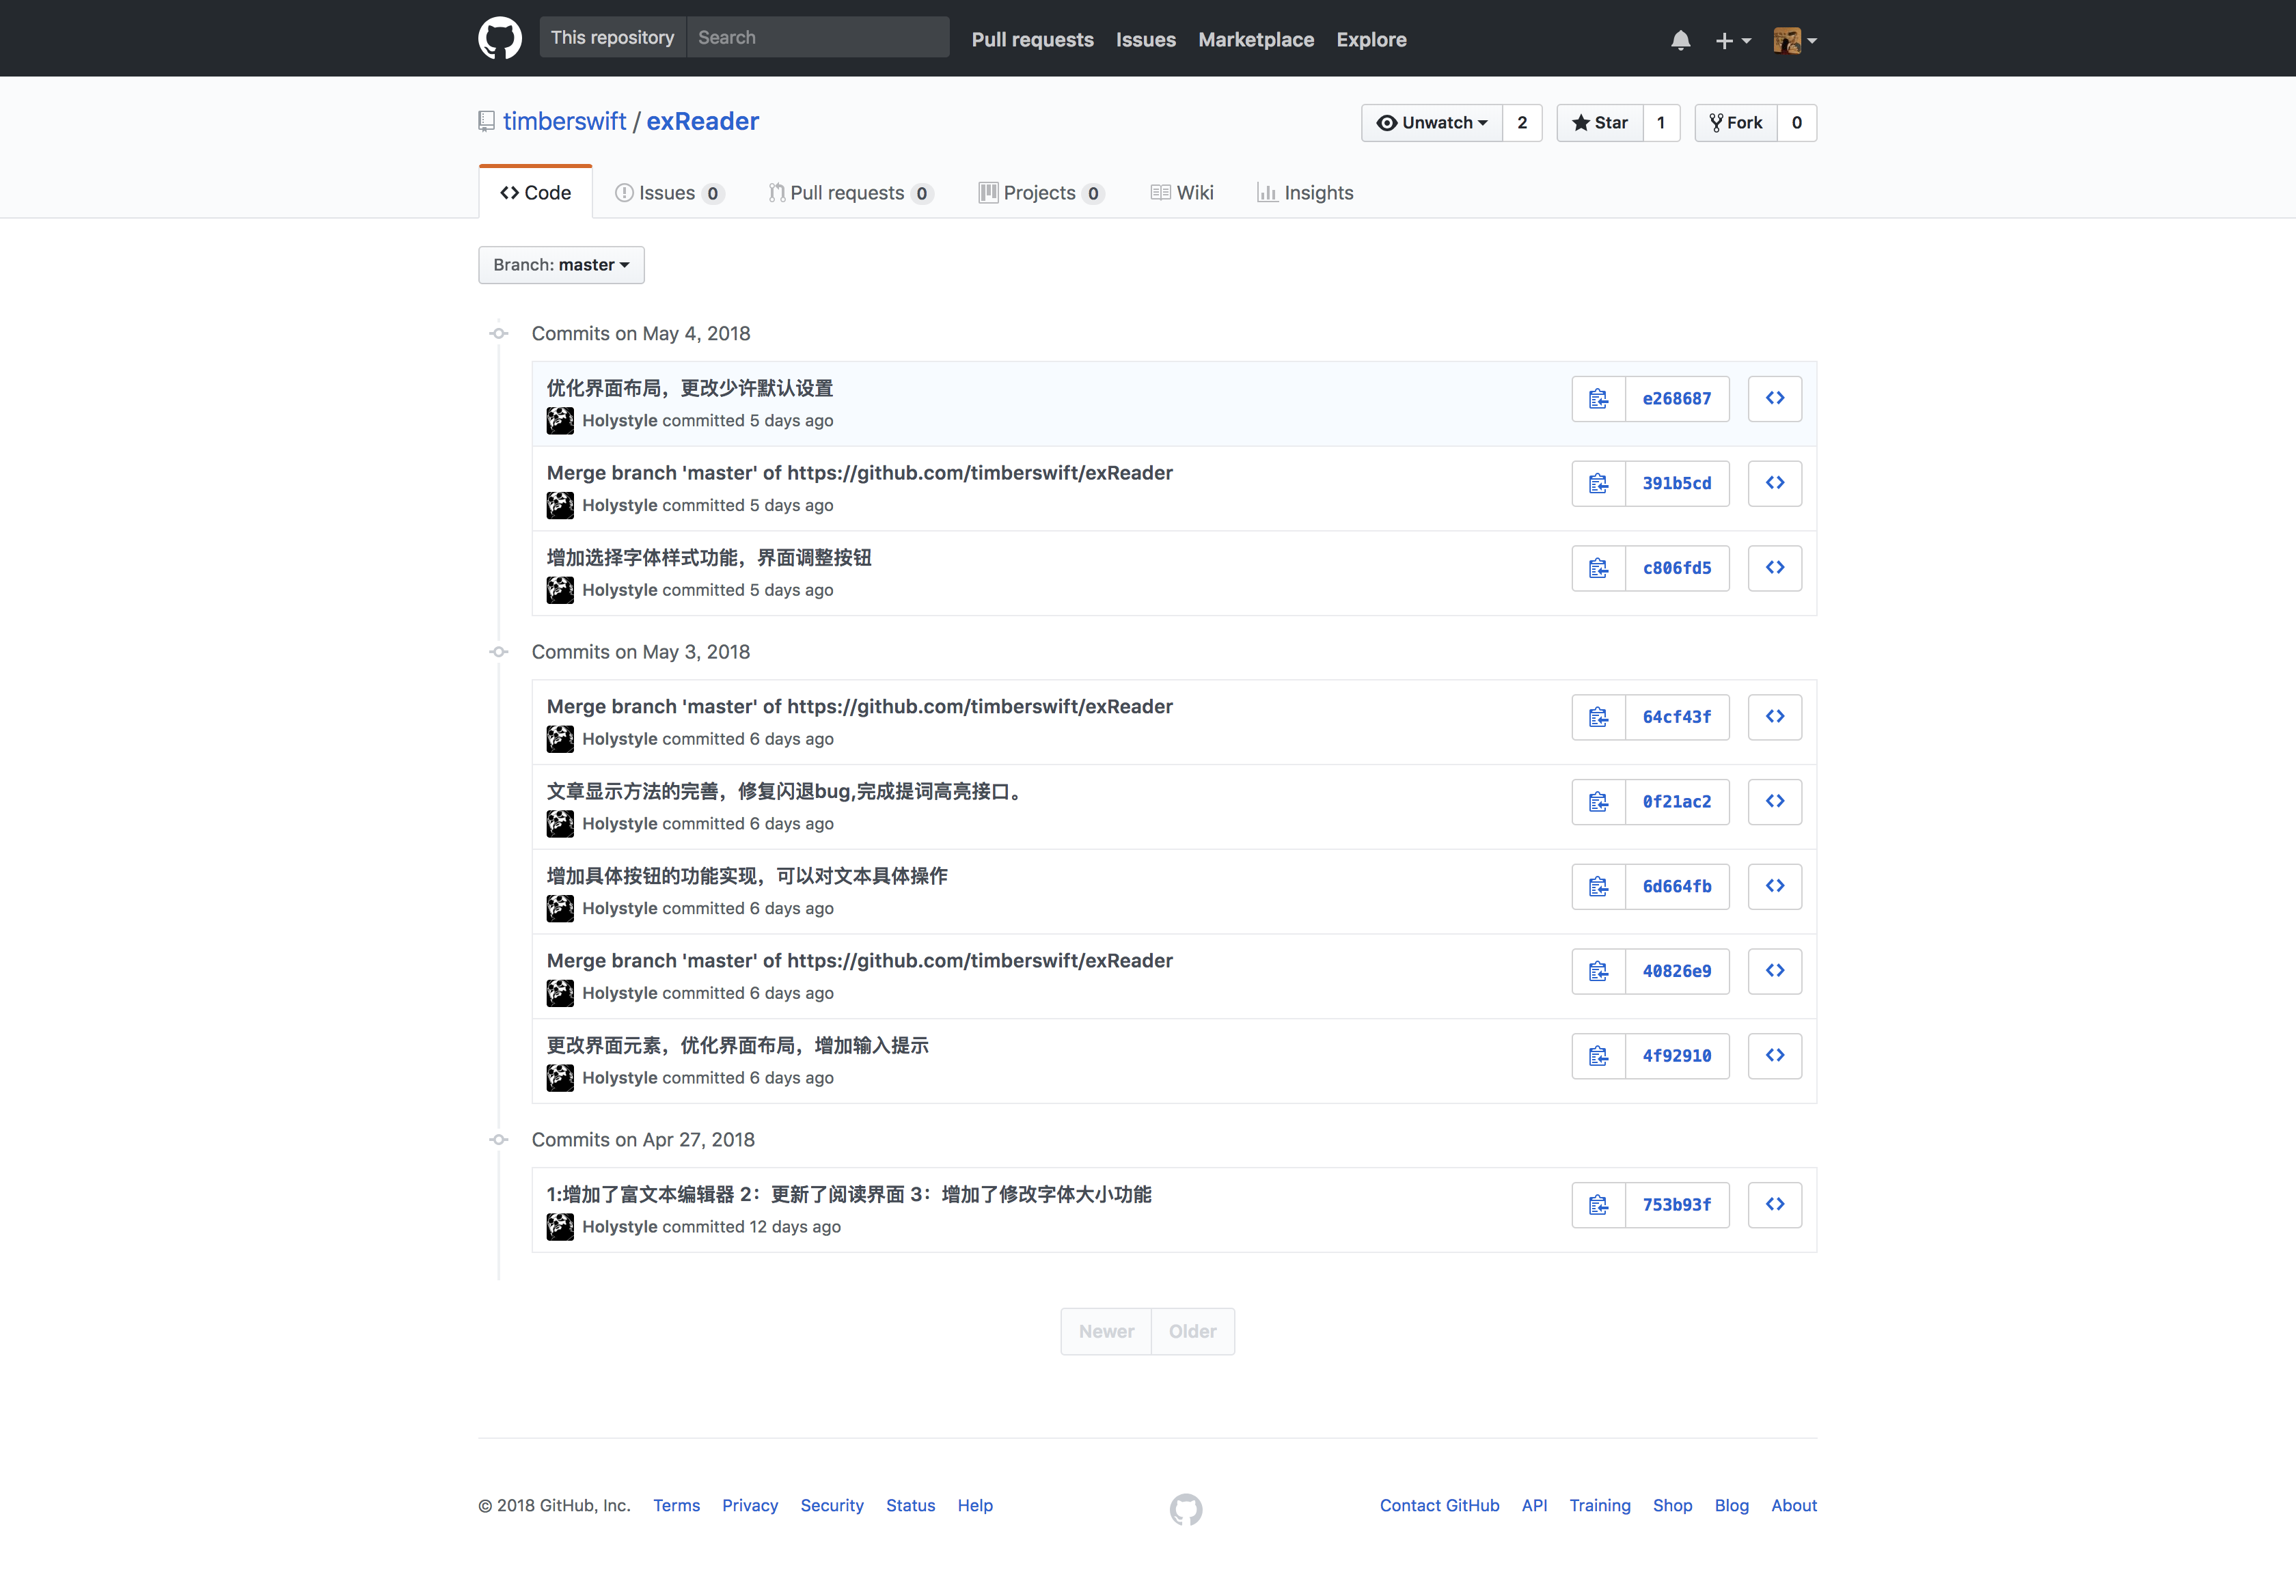 This repository Search Pull requests Issues Marketplace Explore
timberswift / exReader Unwatch 2 Star 1 Fork 0
Code Issues 0 Pull requests 0 Projects 0 Wiki Insights
Branch: master
Commits on May 4, 2018
优化界面布局，更改少许默认设置
Holystyle committed 5 days ago e268687
Merge branch 'master' of https://github.com/timberswift/exReader
Holystyle committed 5 days ago 391b5cd
增加选择字体样式功能，界面调整按钮
Holystyle committed 5 days ago c806fd5
Commits on May 3, 2018
Merge branch 'master' of https://github.com/timberswift/exReader
Holystyle committed 6 days ago 64cf43f
文章显示方法的完善，修复闪退bug,完成提词高亮接口。
Holystyle committed 6 days ago 0f21ac2
增加具体按钮的功能实现，可以对文本具体操作
Holystyle committed 6 days ago 6d664fb
Merge branch 'master' of https://github.com/timberswift/exReader
Holystyle committed 6 days ago 40826e9
更改界面元素，优化界面布局，增加输入提示
Holystyle committed 6 days ago 4f92910
Commits on Apr 27, 2018
1:增加了富文本编辑器 2：更新了阅读界面 3：增加了修改字体大小功能
Holystyle committed 12 days ago 753b93f
Newer Older
© 2018 GitHub, Inc. Terms Privacy Security Status Help Contact GitHub API Training Shop Blog About